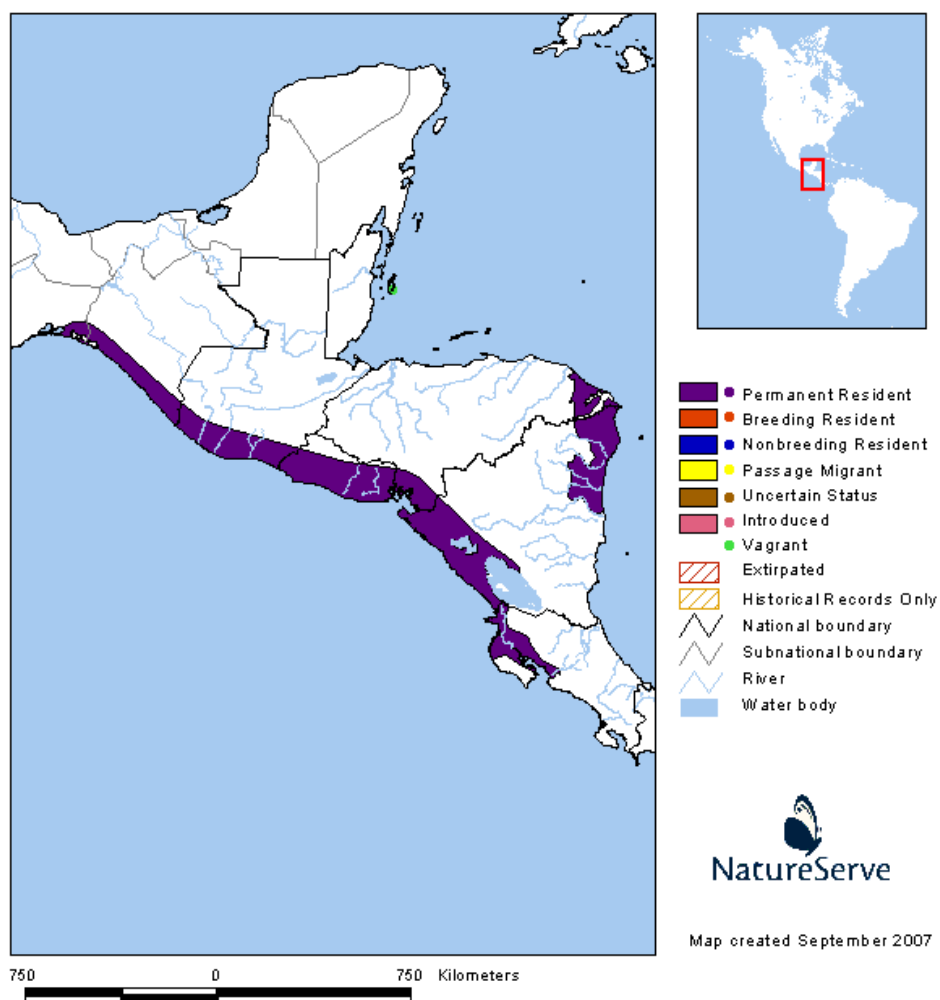 Permanent Resident
Breeding Resident
Nonbreeding Resident
Passage Migrant
Uncertain Status
Introduced
Vagrant
Extirpated
Historical Records Only
National boundary
Subnational boundary
River
Water body
NatureServe
Map created September 2007
750 0 750 Kilometers